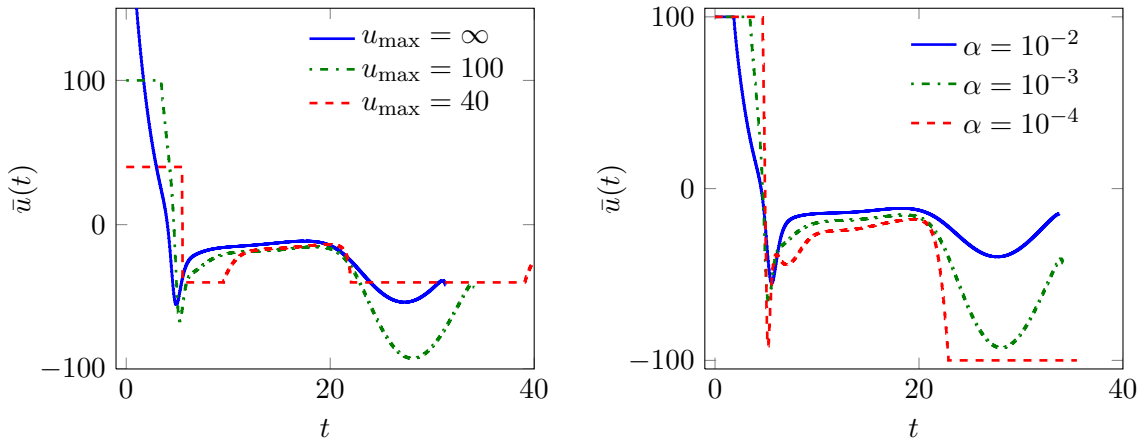 u_max = ∞
u_max = 100
u_max = 40
100
0
−100
ū(t)
0
20
40
t
α = 10⁻²
α = 10⁻³
α = 10⁻⁴
100
0
−100
ū(t)
0
20
40
t